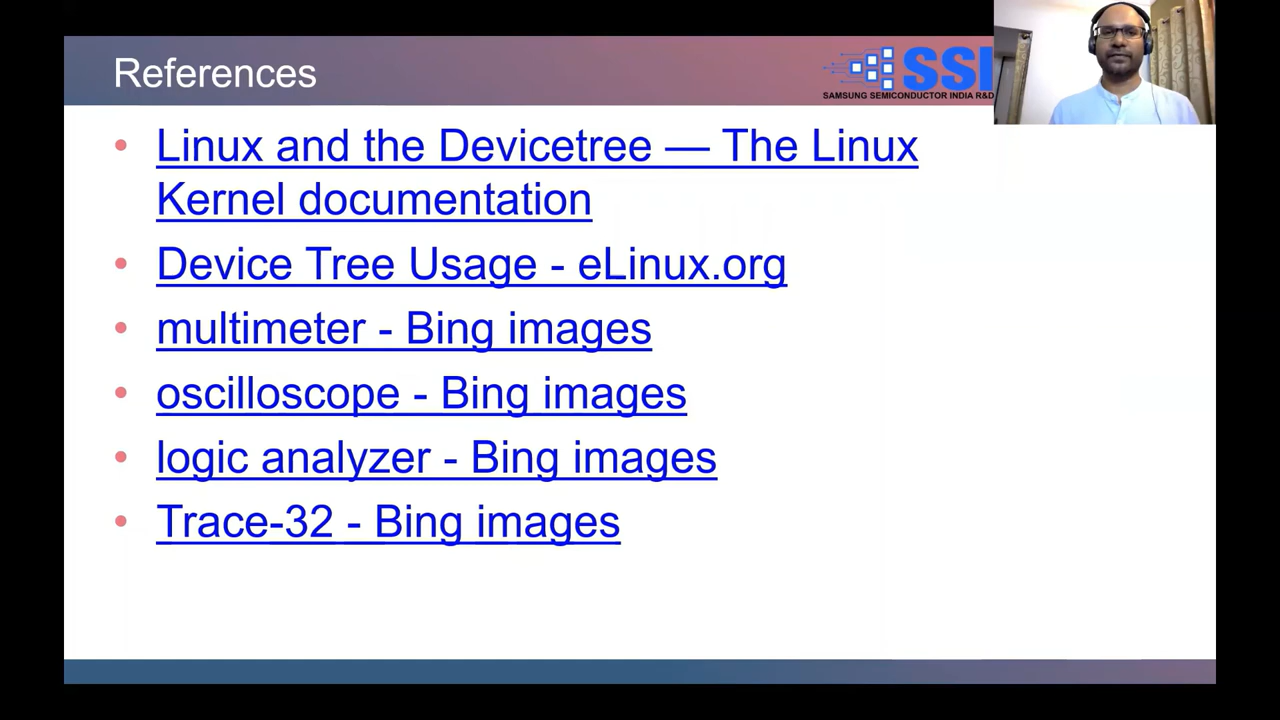 References
SSI
SAMSUNG SEMICONDUCTOR INDIA R&D
• Linux and the Devicetree — The Linux
Kernel documentation
• Device Tree Usage - eLinux.org
• multimeter - Bing images
• oscilloscope - Bing images
• logic analyzer - Bing images
• Trace-32 - Bing images